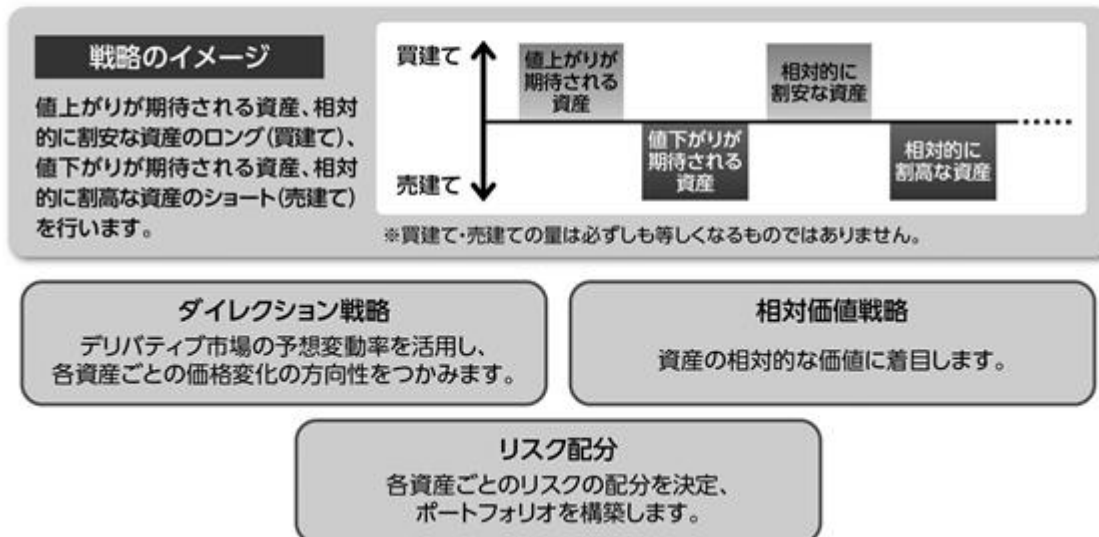 戦略のイメージ
値上がりが期待される資産、相対
的に割安な資産のロング(買建て)、
値下がりが期待される資産、相対
的に割高な資産のショート(売建て)
を行います。
買建て
売建て
値上がりが
期待される
資産
値下がりが
期待される
資産
相対的に
割安な資産
相対的に
割高な資産
※買建て・売建ての量は必ずしも等しくなるものではありません。
ダイレクション戦略
デリバティブ市場の予想変動率を活用し、
各資産ごとの価格変化の方向性をつかみます。
相対価値戦略
資産の相対的な価値に着目します。
リスク配分
各資産ごとのリスクの配分を決定、
ポートフォリオを構築します。